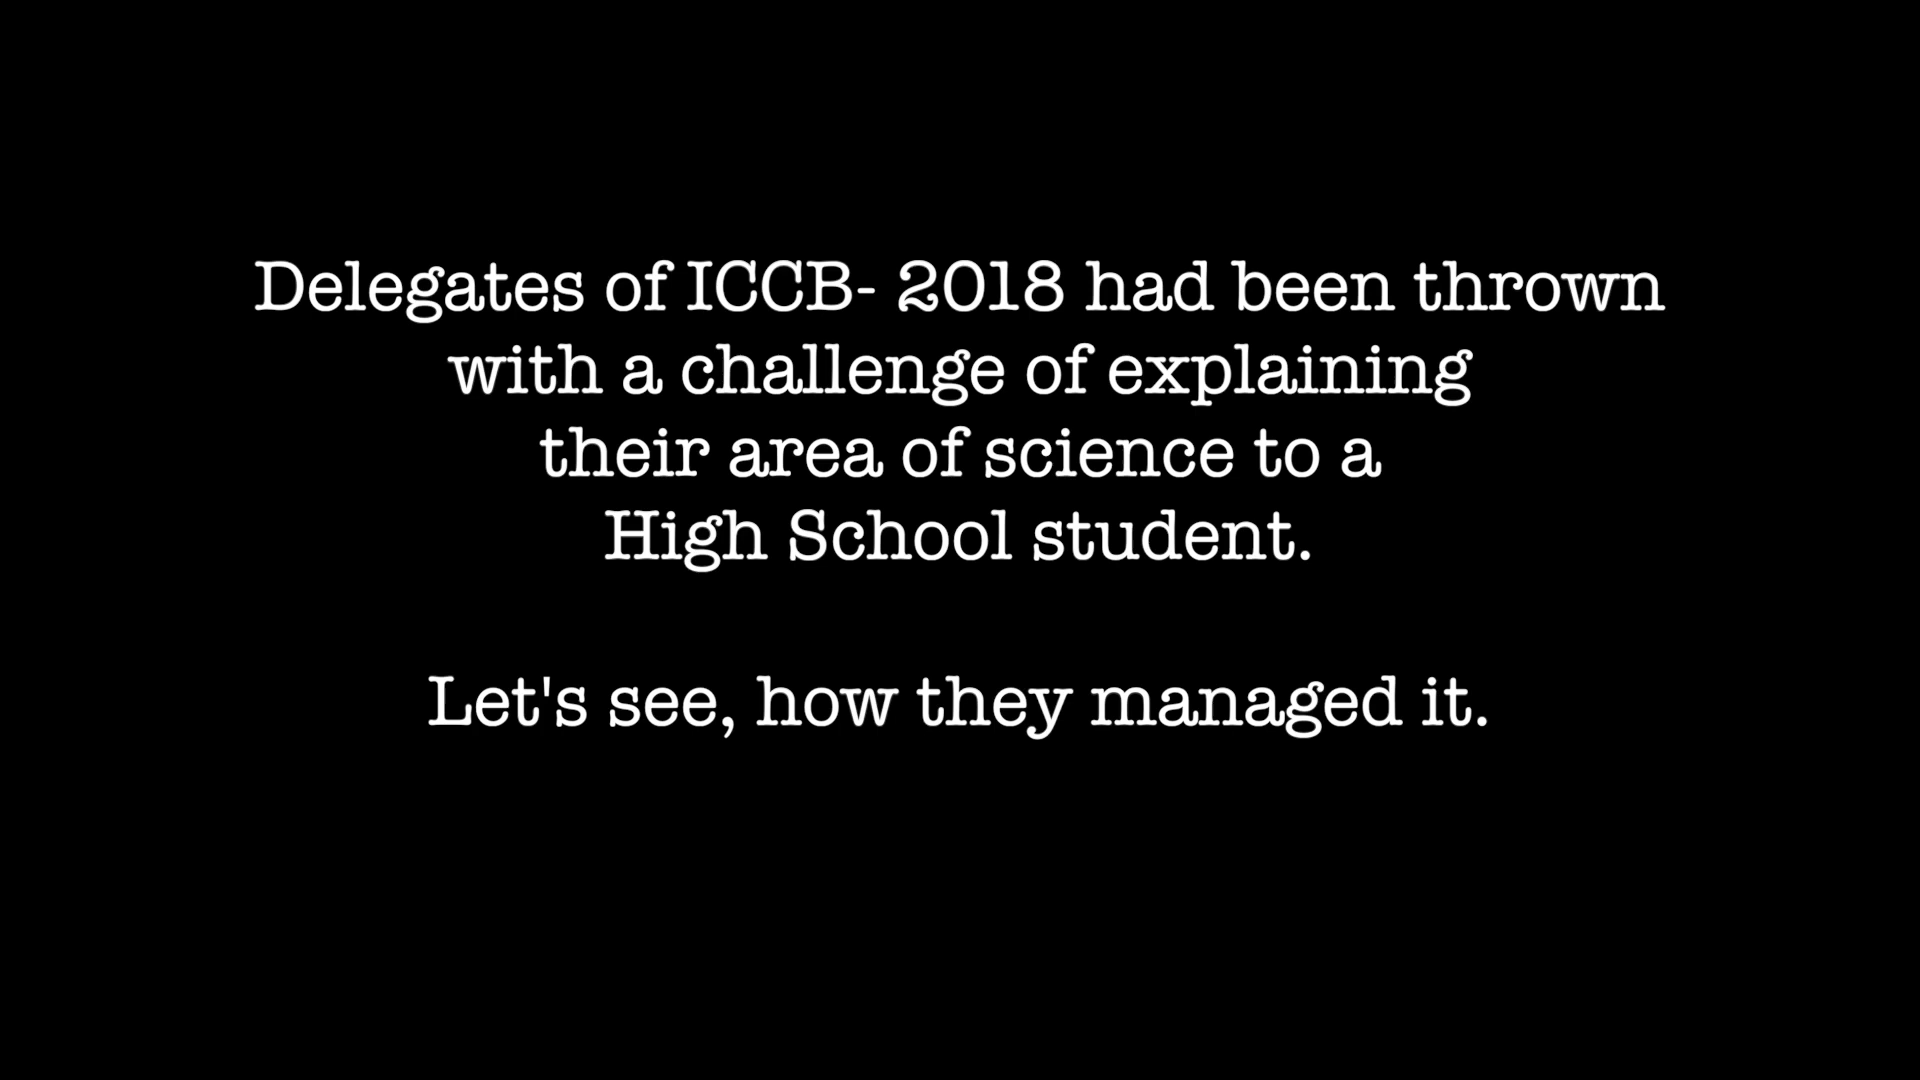 Delegates of ICCB- 2018 had been thrown
with a challenge of explaining
their area of science to a
High School student.
Let's see, how they managed it.